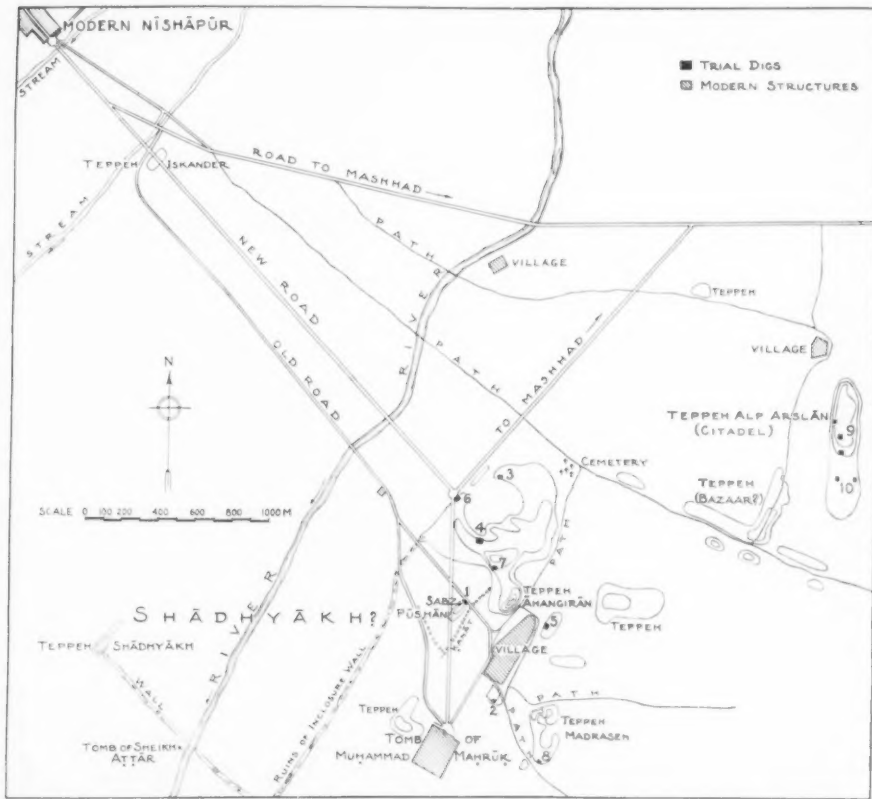 MODERN NĪSHĀPŪR
TRIAL DIGS
MODERN STRUCTURES
STREAM
TEPPEH ISKANDER
ROAD TO MASHHAD
STREAM
NEW ROAD
OLD ROAD
PATH
RIVER
VILLAGE
TEPPEH
PATH
VILLAGE
TO MASHHAD
N
TEPPEH ALP ARSLĀN
(CITADEL)
9
10
CEMETERY
TEPPEH
(BAZAAR?)
SCALE 0 100 200 400 600 800 1000 M
3
6
4
7
PATH
1
SABZ
PŪSHĀN
QANĀT
TEPPEH
ĀHANGIRĀN
TEPPEH
5
SHĀDHYĀKH?
RIVER
TEPPEH SHĀDHYĀKH
WALL
RUINS OF INCLOSURE WALL
VILLAGE
2
PATH
PATH
TEPPEH
MADRASEH
8
TEPPEH
TOMB OF
MUḤAMMAD MAḤRŪḲ
TOMB OF SHEIKH
ATTĀR